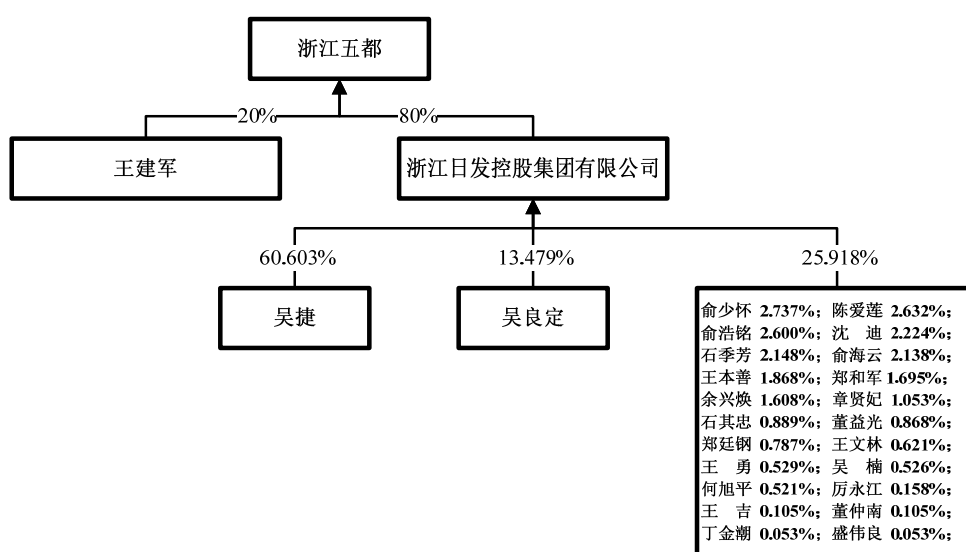 浙江五都
20% 80%
王建军 浙江日发控股集团有限公司
60.603% 13.479% 25.918%
吴捷 吴良定
俞少怀 2.737%; 陈爱莲 2.632%;
俞浩铭 2.600%; 沈　迪 2.224%;
石季芳 2.148%; 俞海云 2.138%;
王本善 1.868%; 郑和军 1.695%;
余兴焕 1.608%; 章贤妃 1.053%;
石其忠 0.889%; 董益光 0.868%;
郑廷钢 0.787%; 王文林 0.621%;
王　勇 0.529%; 吴　楠 0.526%;
何旭平 0.521%; 厉永江 0.158%;
王　吉 0.105%; 董仲南 0.105%;
丁金潮 0.053%; 盛伟良 0.053%;